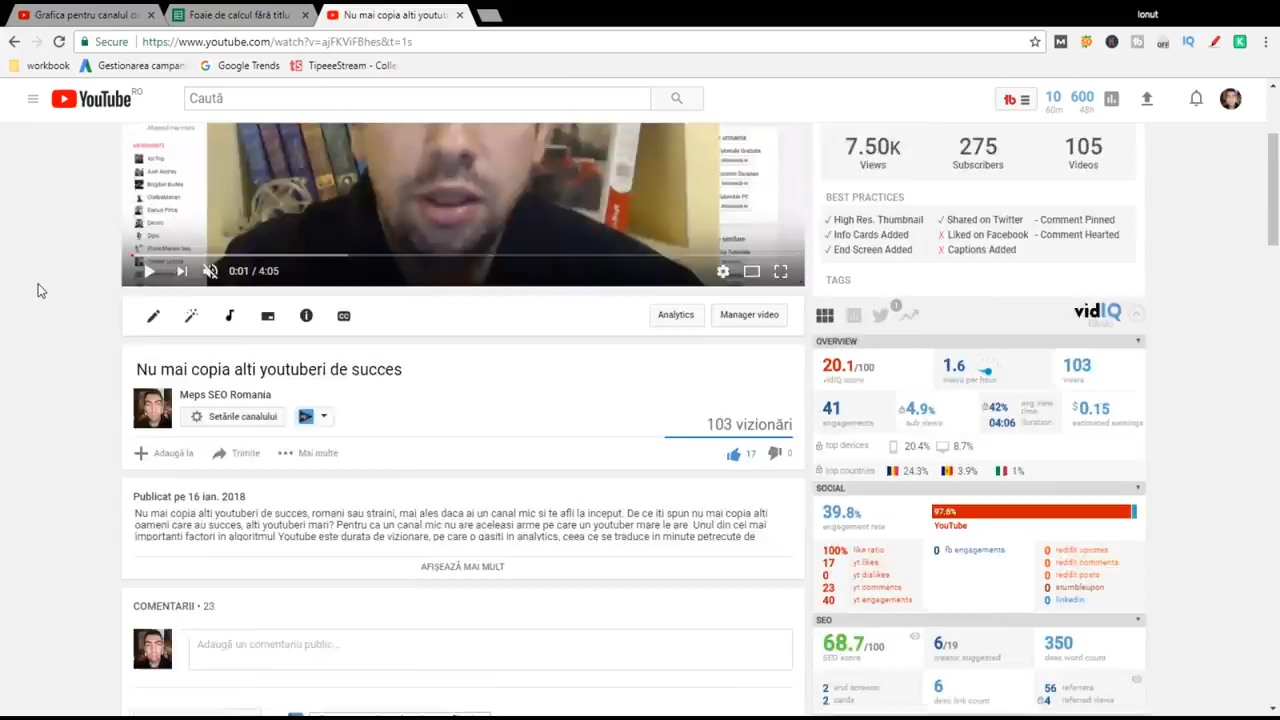 Grafica pentru canalul d
Foaie de calcul fără titlu
Nu mai copia alti youtub
Ionut
Secure
https://www.youtube.com/watch?v=ajFKViFBhes&t=1s
workbook
Gestionarea campan
Google Trends
TipeeeStream - Colle
YouTube RO
Caută
10 600
60m 48h
7.50K 275 105
Views Subscribers Videos
BEST PRACTICES
√ High Res. Thumbnail √ Shared on Twitter - Comment Pinned
√ Info Cards Added X Liked on Facebook - Comment Hearted
√ End Screen Added X Captions Added
TAGS
0:01 / 4:05
Analytics
Manager video
vidIQ
OVERVIEW
20.1/100 1.6 103
vidIQ score views per hour views
41 4.9% 42% avg view time
engagements sub views 04:06 duration
$0.15
estimated earnings
top devices 20.4% 8.7%
top countries 24.3% 3.9% 1%
Nu mai copia alti youtuberi de succes
Meps SEO Romania
Setările canalului
103 vizionări
Adaugă la
Trimite
Mai multe
17 0
Publicat pe 16 ian. 2018
Nu mai copia alti youtuberi de succes, romani sau straini, mai ales daca ai un canal mic si te afli la inceput. De ce iti spun nu mai copia alti
oameni care au succes, alti youtuberi mari? Pentru ca un canal mic nu are aceleasi arme pe care un youtuber mare le are. Unul din cei mai
importanti factori in algoritmul Youtube este durata de vizionare, pe care o gasiti in analytics, ceea ce se traduce in minute petrecute de
AFIȘEAZĂ MAI MULT
COMENTARII • 23
Adaugă un comentariu public...
SOCIAL
39.8% 97.6%
engagement rate YouTube
100% like ratio 0 fb engagements 0 reddit upvotes
17 yt likes 0 reddit comments
0 yt dislikes 0 reddit posts
23 yt comments 0 stumbleupon
40 yt engagements 0 linkedin
SEO
68.7/100 6/19 350
SEO score creator suggested desc word count
2 end screens 6 56 referrers
2 cards desc link count 4 referred views